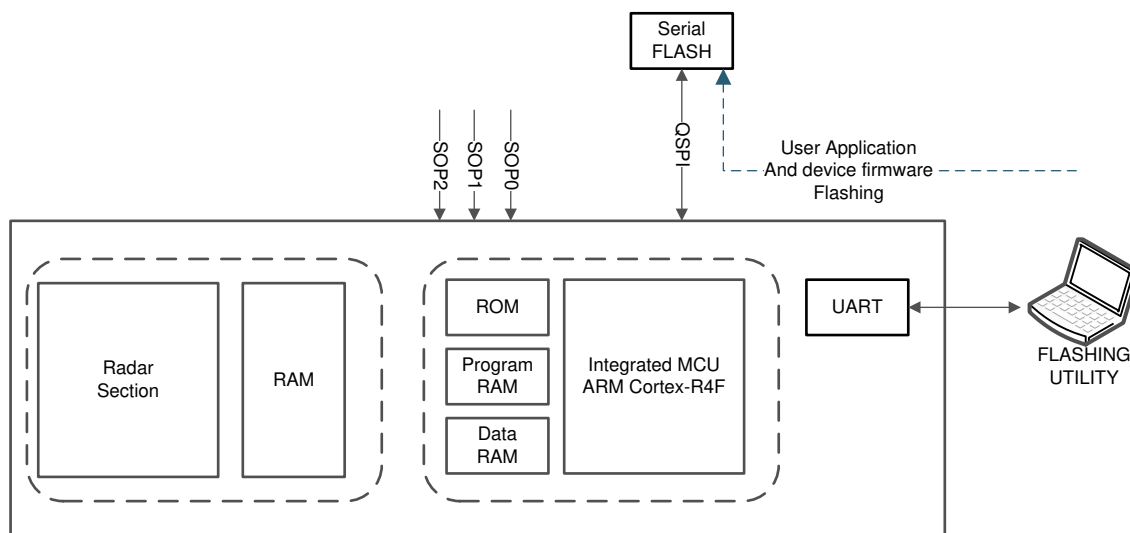 Serial
FLASH
SOP2
SOP1
SOP0
QSPI
User Application
And device firmware
Flashing
Radar
Section
RAM
ROM
Program
RAM
Data
RAM
Integrated MCU
ARM Cortex-R4F
UART
FLASHING
UTILITY